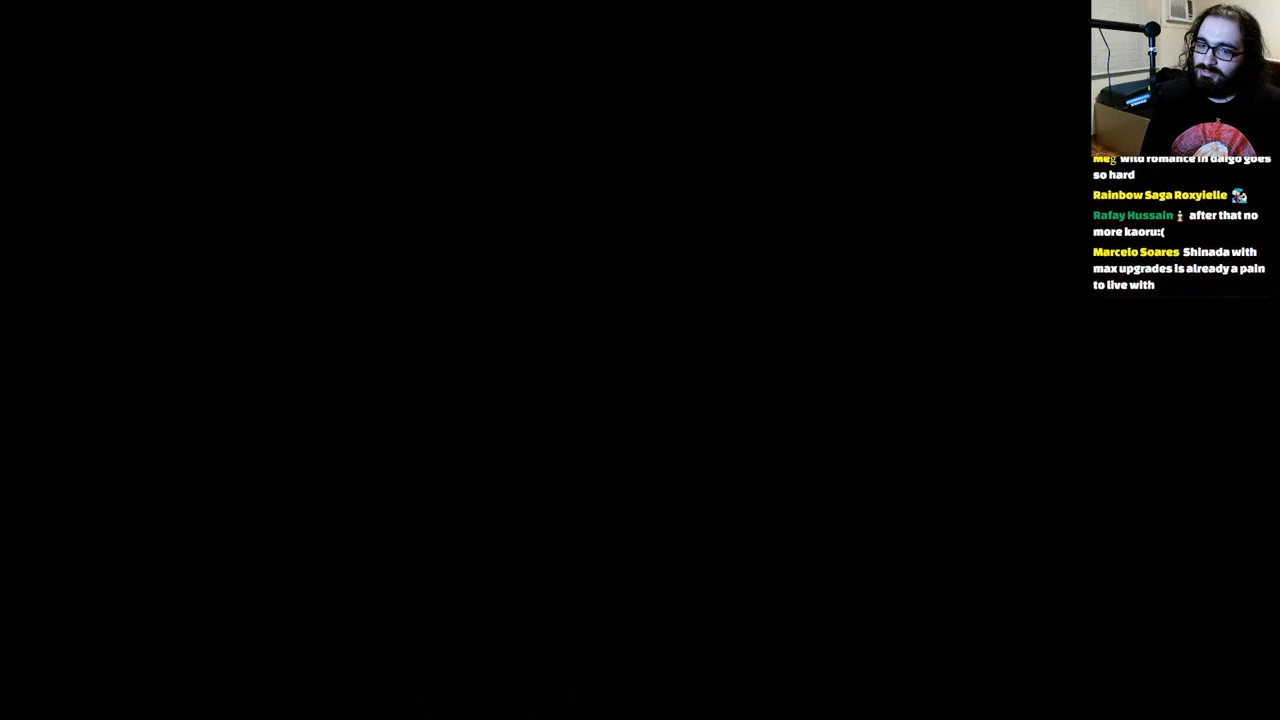 Meg wild romance in daigo goes
so hard
Rainbow Saga Roxyielle
Rafay Hussain after that no
more kaoru:(
Marcelo Soares Shinada with
max upgrades is already a pain
to live with